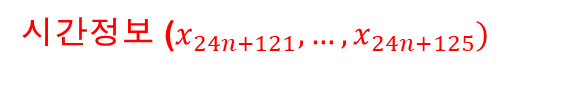 시간정보 (x_{24n+121}, ... , x_{24n+125})